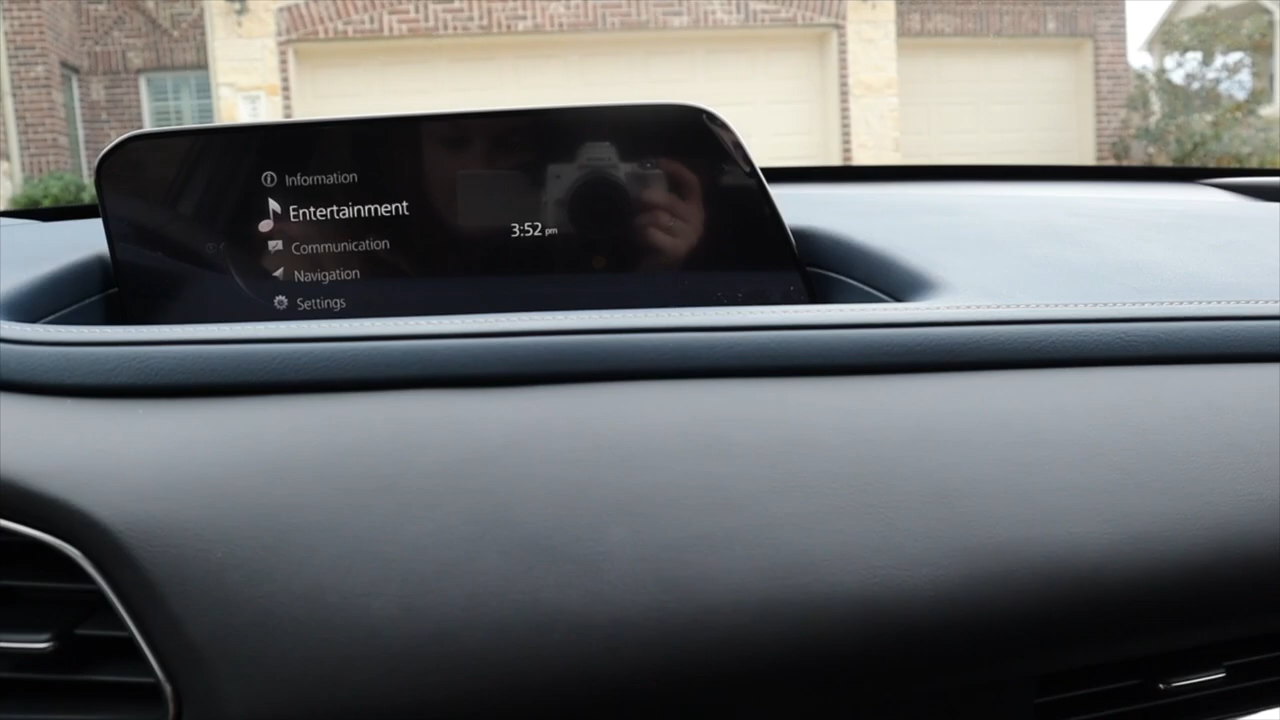 Information
Entertainment
3:52 pm
Communication
Navigation
Settings